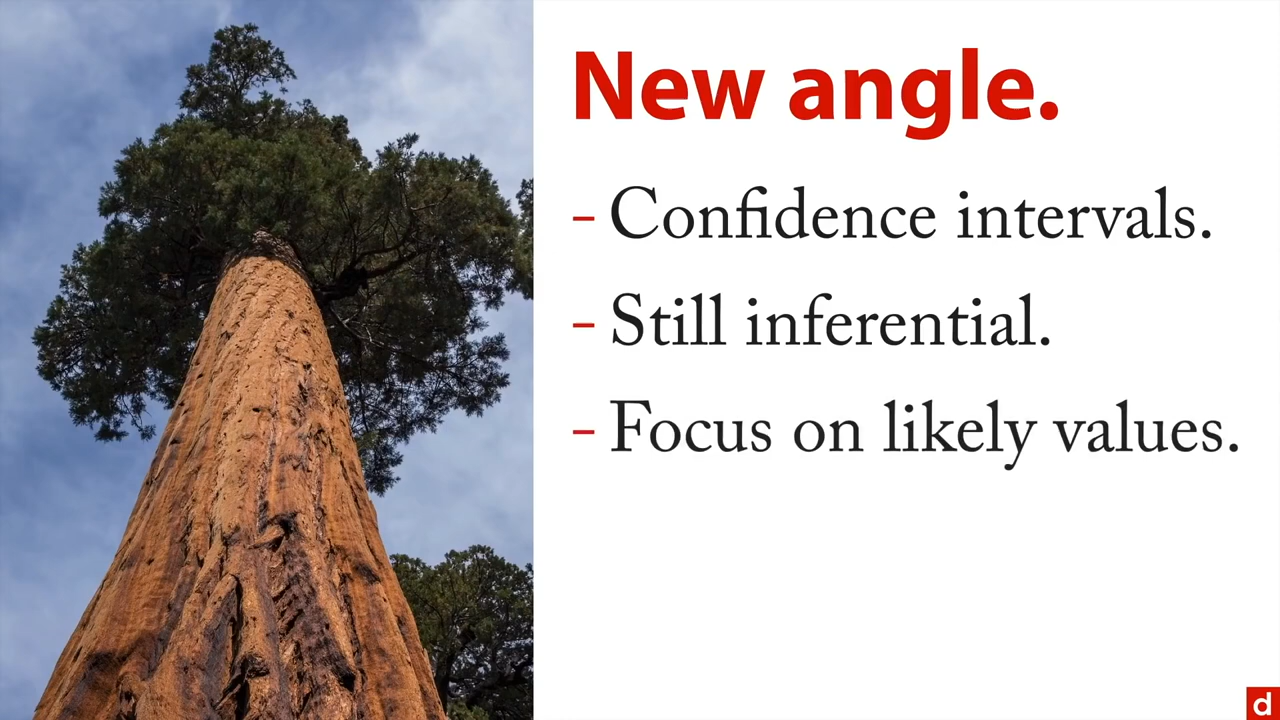 New angle.
- Confidence intervals.
- Still inferential.
- Focus on likely values.
d